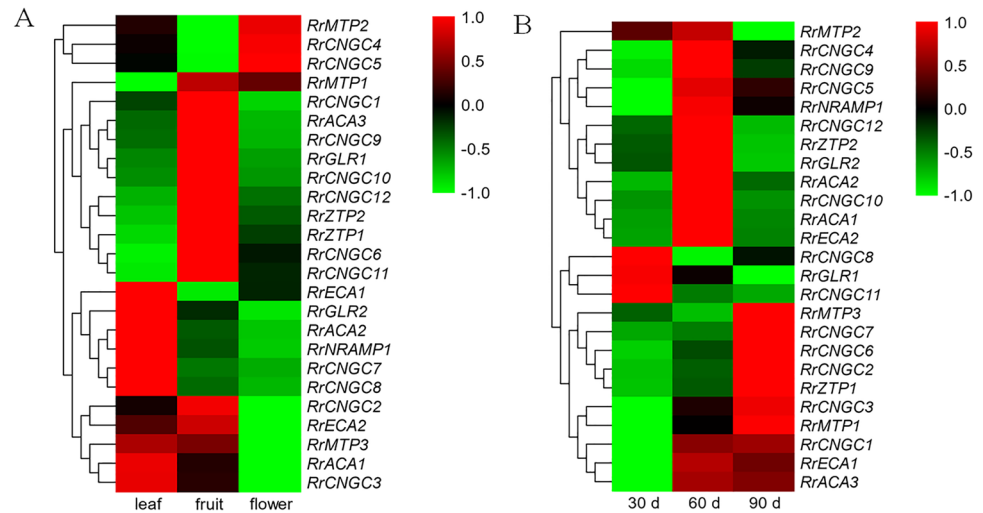 A
RrMTP2
RrCNGC4
RrCNGC5
RrMTP1
RrCNGC1
RrACA3
RrCNGC9
RrGLR1
RrCNGC10
RrCNGC12
RrZTP2
RrZTP1
RrCNGC6
RrCNGC11
RrECA1
RrGLR2
RrACA2
RrNRAMP1
RrCNGC7
RrCNGC8
RrCNGC2
RrECA2
RrMTP3
RrACA1
RrCNGC3
leaf fruit flower
1.0
0.5
0.0
-0.5
-1.0
B
RrMTP2
RrCNGC4
RrCNGC9
RrCNGC5
RrNRAMP1
RrCNGC12
RrZTP2
RrGLR2
RrACA2
RrCNGC10
RrACA1
RrECA2
RrCNGC8
RrGLR1
RrCNGC11
RrMTP3
RrCNGC7
RrCNGC6
RrCNGC2
RrZTP1
RrCNGC3
RrMTP1
RrCNGC1
RrECA1
RrACA3
30 d 60 d 90 d
1.0
0.5
0.0
-0.5
-1.0